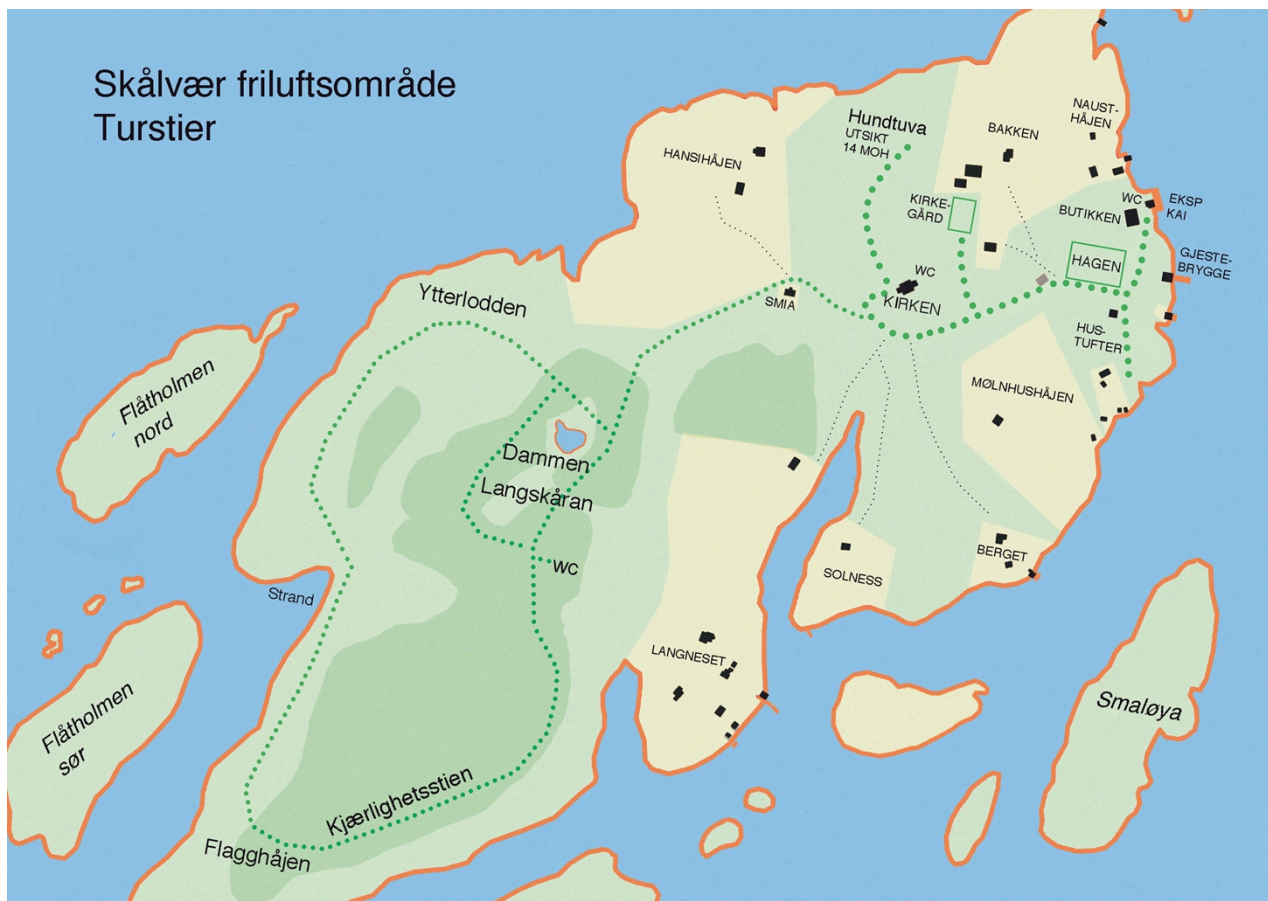 Skålvær friluftsområde
Turstier
Hundtuva
UTSIKT
14 MOH
BAKKEN
NAUST-
HÅJEN
HANSIHÅJEN
KIRKE-
GÅRD
WC
BUTIKKEN
EKSP
KAI
GJESTE-
BRYGGE
HAGEN
WC
KIRKEN
SMIA
HUS-
TUFTER
Ytterlodden
MØLNHUSHÅJEN
Flåtholmen
nord
Dammen
Langskåran
WC
BERGET
SOLNESS
Strand
LANGNESET
Flåtholmen
sør
Smaløya
Kjærlighetsstien
Flagghåjen